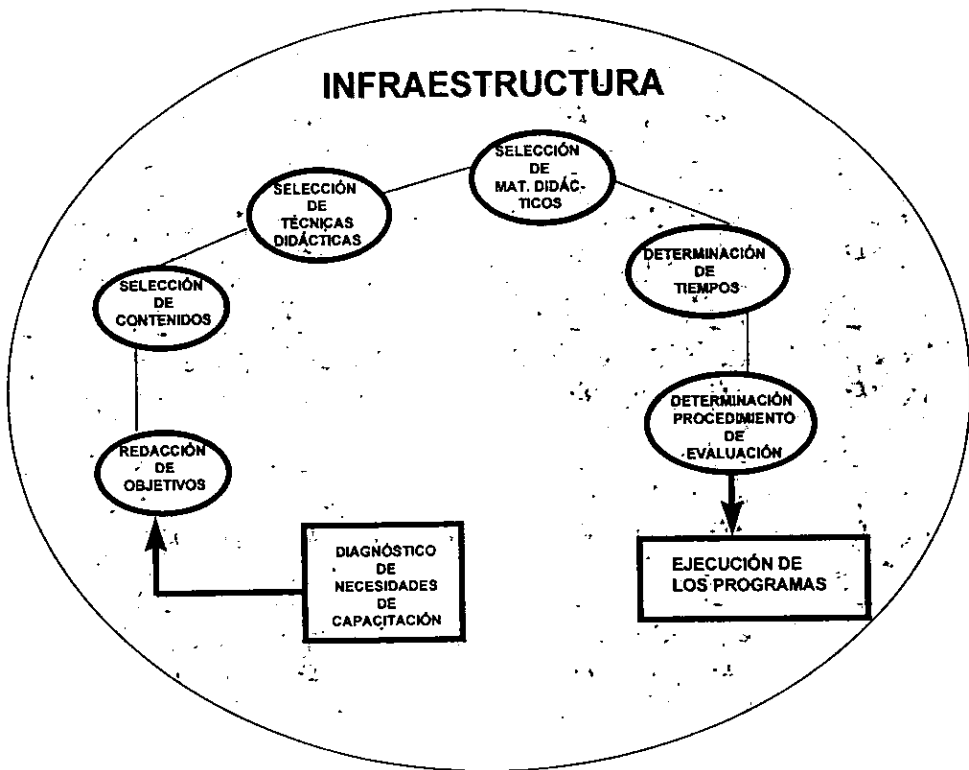 INFRAESTRUCTURA
SELECCIÓN
DE
MAT. DIDÁC-
TICOS
SELECCIÓN
DE
TÉCNICAS
DIDÁCTICAS
DETERMINACIÓN
DE
TIEMPOS
SELECCIÓN
DE
CONTENIDOS
DETERMINACIÓN
PROCEDIMIENTO
DE
EVALUACIÓN
REDACCIÓN
DE
OBJETIVOS
DIAGNÓSTICO
DE
NECESIDADES
DE
CAPACITACIÓN
EJECUCIÓN DE
LOS PROGRAMAS